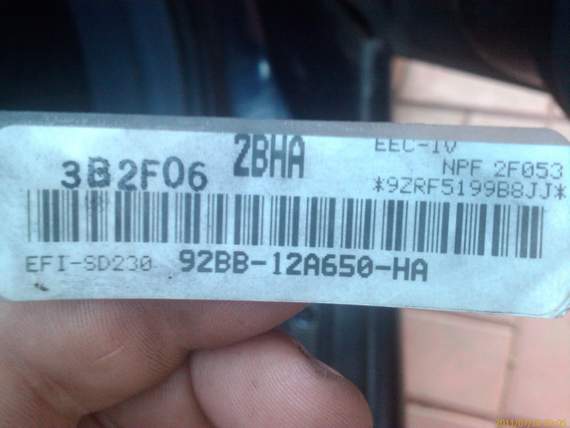 2BHA EEC-IV
3B2F06 NPF 2F053
*9ZRF5199B8JJ*
EFI-SD230 92BB-12A650-HA